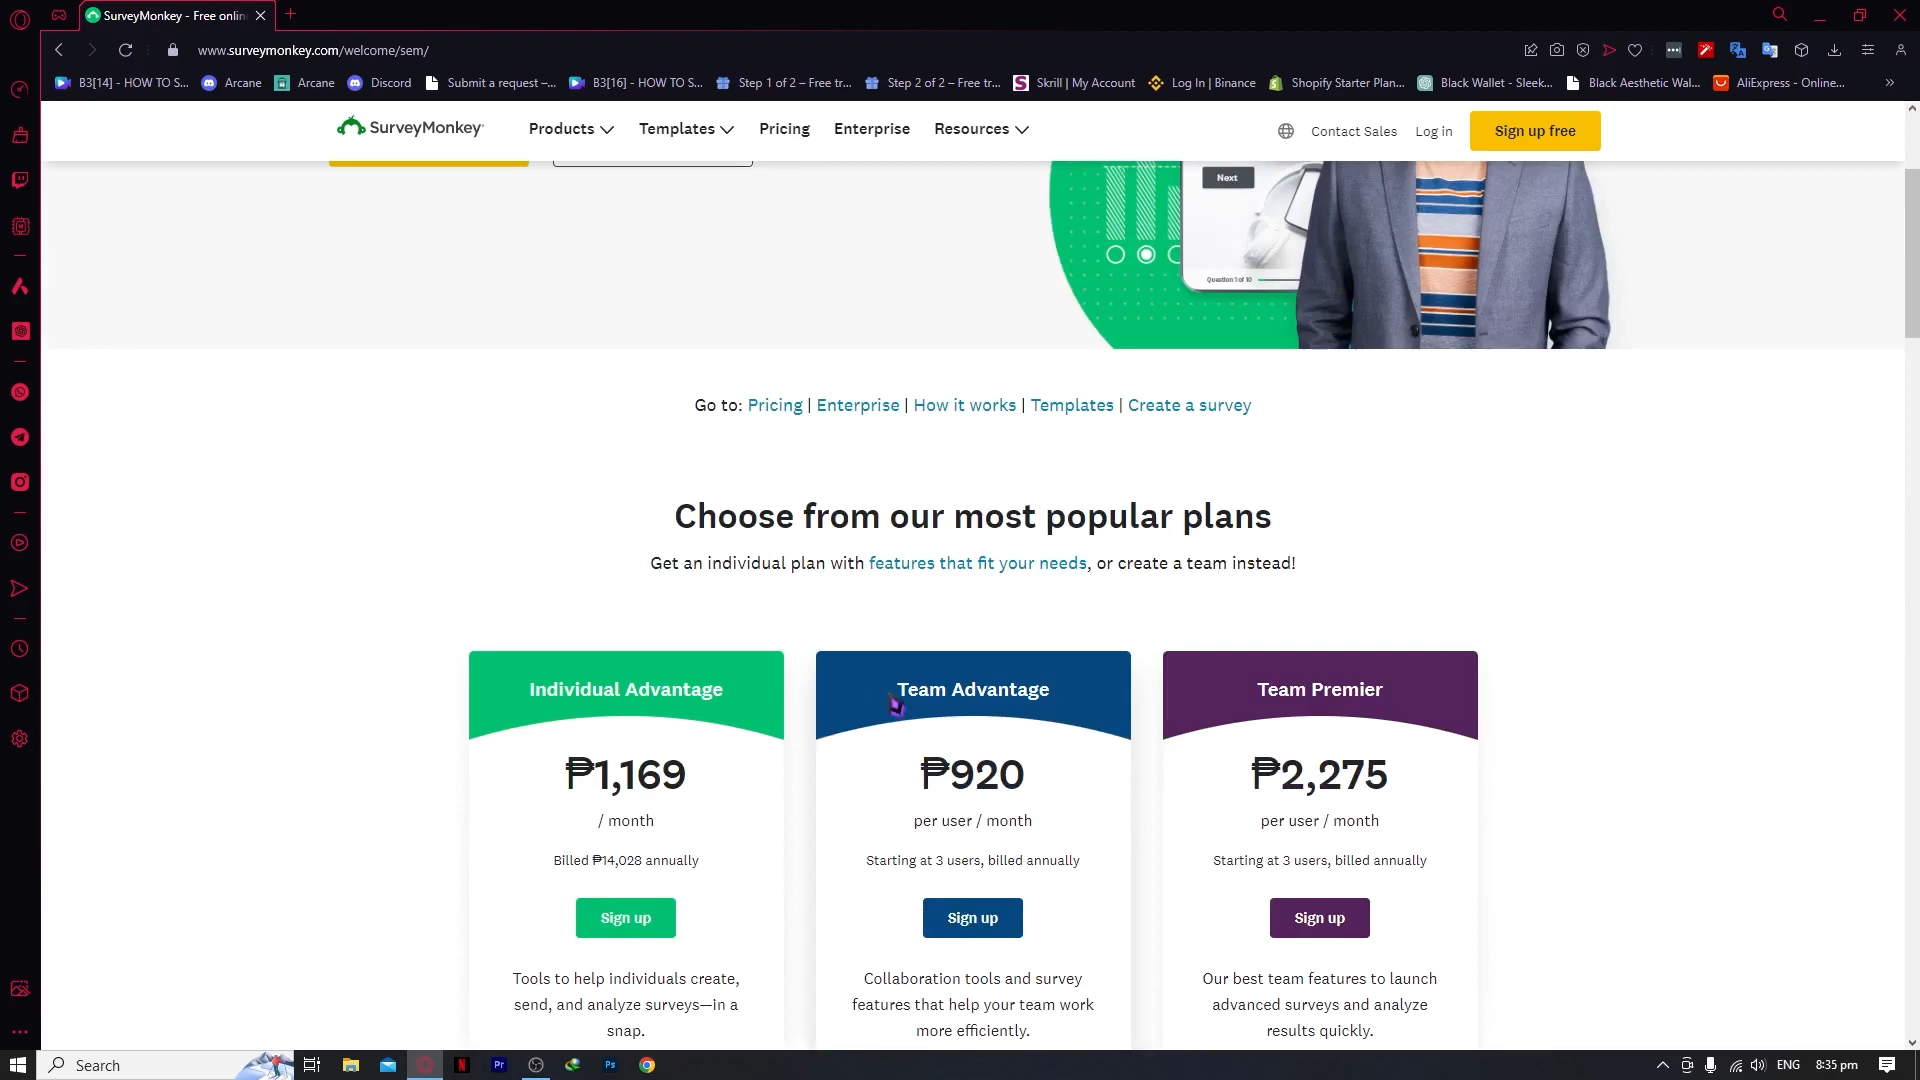 SurveyMonkey - Free onlin
www.surveymonkey.com/welcome/sem/
B3[14] - HOW TO S... Arcane Arcane Discord Submit a request –... B3[16] - HOW TO S... Step 1 of 2 – Free tr... Step 2 of 2 – Free tr... Skrill | My Account Log In | Binance Shopify Starter Plan... Black Wallet - Sleek... Black Aesthetic Wal... AliExpress - Online...
SurveyMonkey Products Templates Pricing Enterprise Resources Contact Sales Log in Sign up free
Next
Question 1 of 10
Go to: Pricing | Enterprise | How it works | Templates | Create a survey
Choose from our most popular plans
Get an individual plan with features that fit your needs, or create a team instead!
Individual Advantage
₱1,169
/ month
Billed ₱14,028 annually
Sign up
Tools to help individuals create,
send, and analyze surveys—in a
snap.
Team Advantage
₱920
per user / month
Starting at 3 users, billed annually
Sign up
Collaboration tools and survey
features that help your team work
more efficiently.
Team Premier
₱2,275
per user / month
Starting at 3 users, billed annually
Sign up
Our best team features to launch
advanced surveys and analyze
results quickly.
Search
ENG 8:35 pm